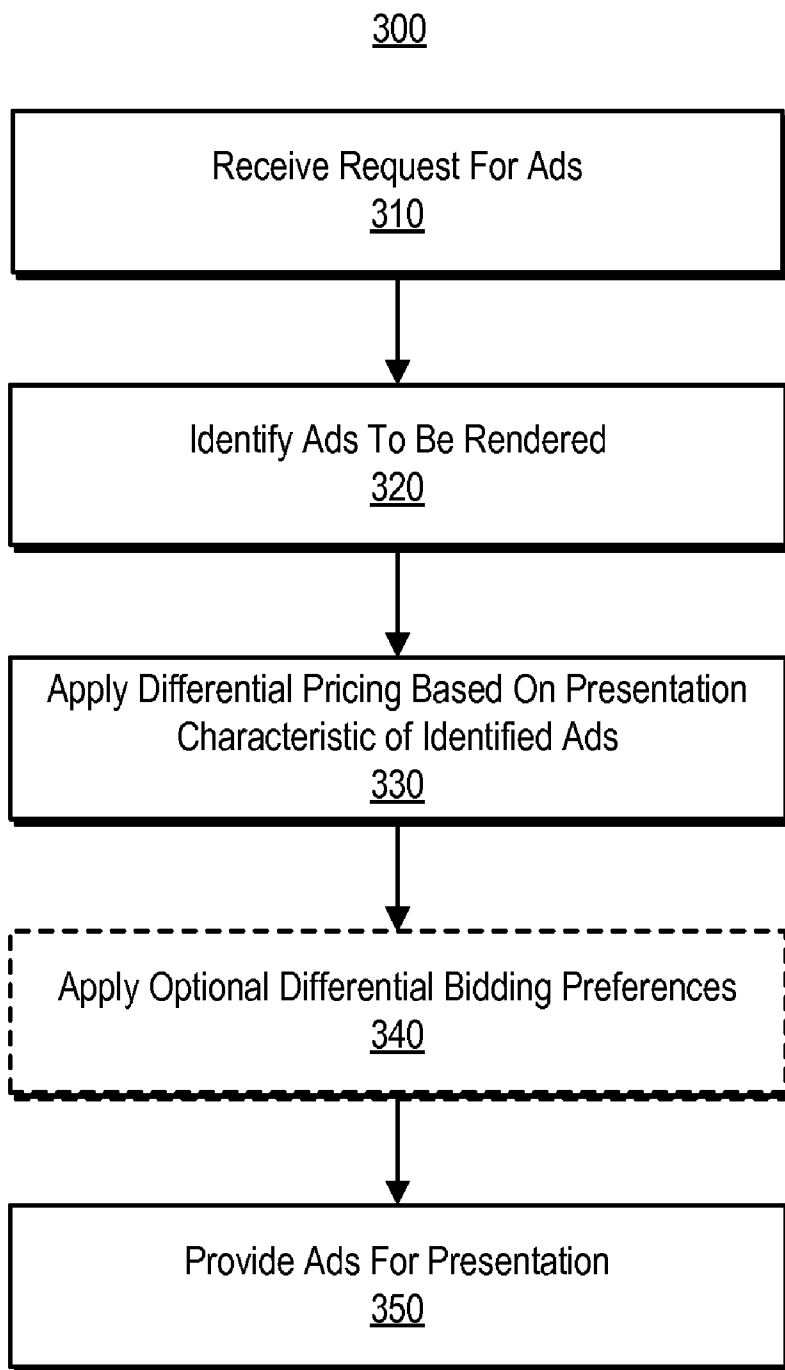 300
Receive Request For Ads
310
Identify Ads To Be Rendered
320
Apply Differential Pricing Based On Presentation
Characteristic of Identified Ads
330
Apply Optional Differential Bidding Preferences
340
Provide Ads For Presentation
350